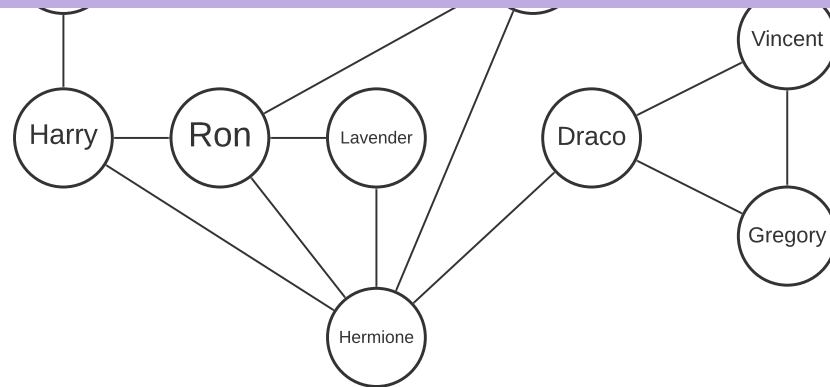 Vincent
Harry
Ron
Lavender
Draco
Gregory
Hermione